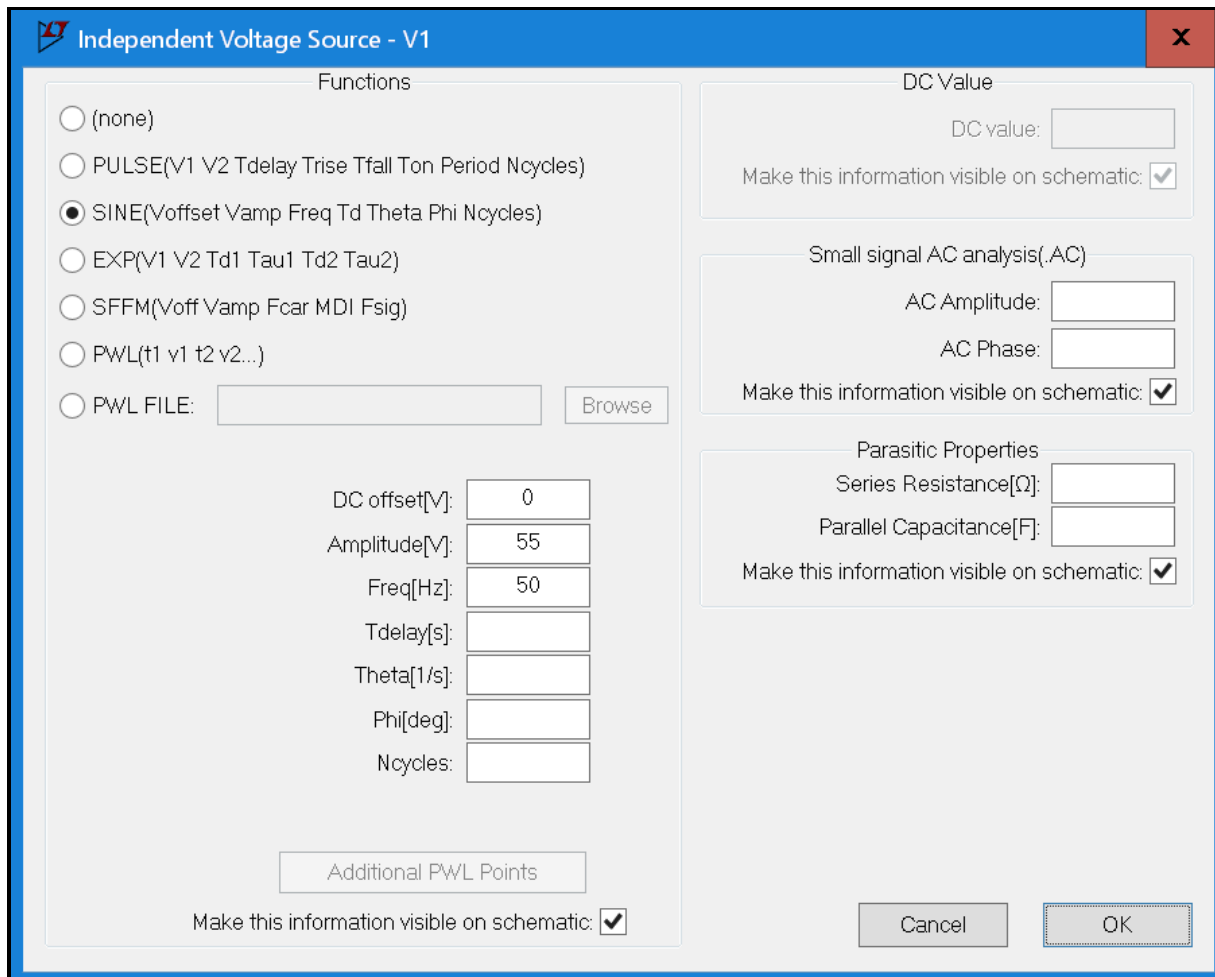 Independent Voltage Source - V1
x
Functions
(none)
PULSE(V1 V2 Tdelay Trise Tfall Ton Period Ncycles)
SINE(Voffset Vamp Freq Td Theta Phi Ncycles)
EXP(V1 V2 Td1 Tau1 Td2 Tau2)
SFFM(Voff Vamp Fcar MDI Fsig)
PWL(t1 v1 t2 v2...)
PWL FILE: Browse
DC offset[V]: 0
Amplitude[V]: 55
Freq[Hz]: 50
Tdelay[s]:
Theta[1/s]:
Phi[deg]:
Ncycles:
Additional PWL Points
Make this information visible on schematic:
DC Value
DC value:
Make this information visible on schematic:
Small signal AC analysis(.AC)
AC Amplitude:
AC Phase:
Make this information visible on schematic:
Parasitic Properties
Series Resistance[Ω]:
Parallel Capacitance[F]:
Make this information visible on schematic:
Cancel OK